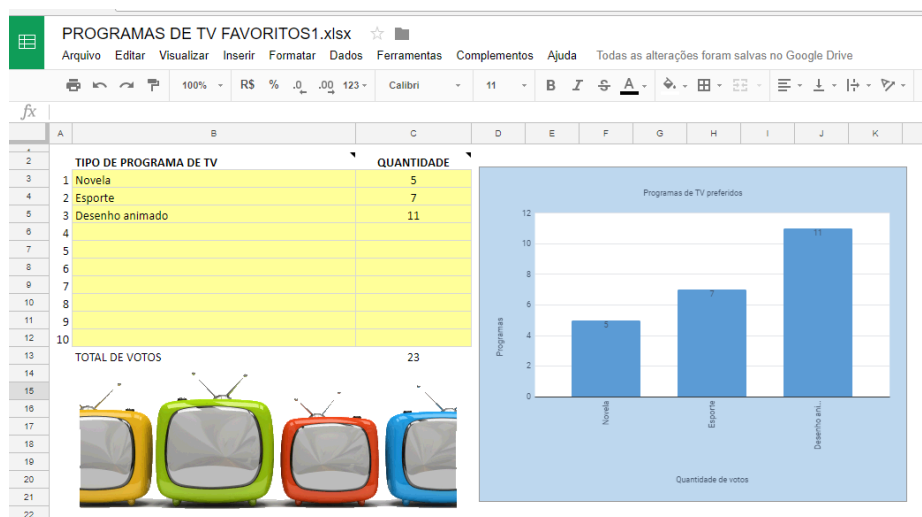 PROGRAMAS DE TV FAVORITOS1.xlsx
Arquivo Editar Visualizar Inserir Formatar Dados Ferramentas Complementos Ajuda Todas as alterações foram salvas no Google Drive
100% R$ % .0 .00 123 Calibri 11 B I S A
fx
A B C D E F G H I J K
2 TIPO DE PROGRAMA DE TV QUANTIDADE
3 1 Novela 5
4 2 Esporte 7
5 3 Desenho animado 11
6 4
7 5
8 6
9 7
10 8
11 9
12 10
13 TOTAL DE VOTOS 23
14
15
16
17
18
19
20
21
22
Programas de TV preferidos
Programas
12
10
8
6
4
2
0
5
7
11
Novela
Esporte
Desenho ani...
Quantidade de votos